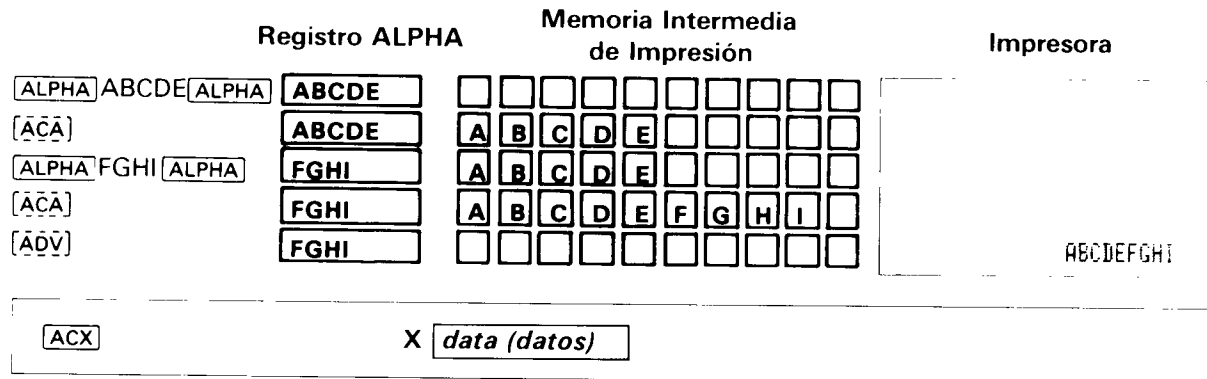 Registro ALPHA Memoria Intermedia de Impresión Impresora
ALPHA ABCDE ALPHA ABCDE
ACA ABCDE A B C D E
ALPHA FGHI ALPHA FGHI A B C D E
ACA FGHI A B C D E F G H I
ADV FGHI ABCDEFGHI
ACX X data (datos)